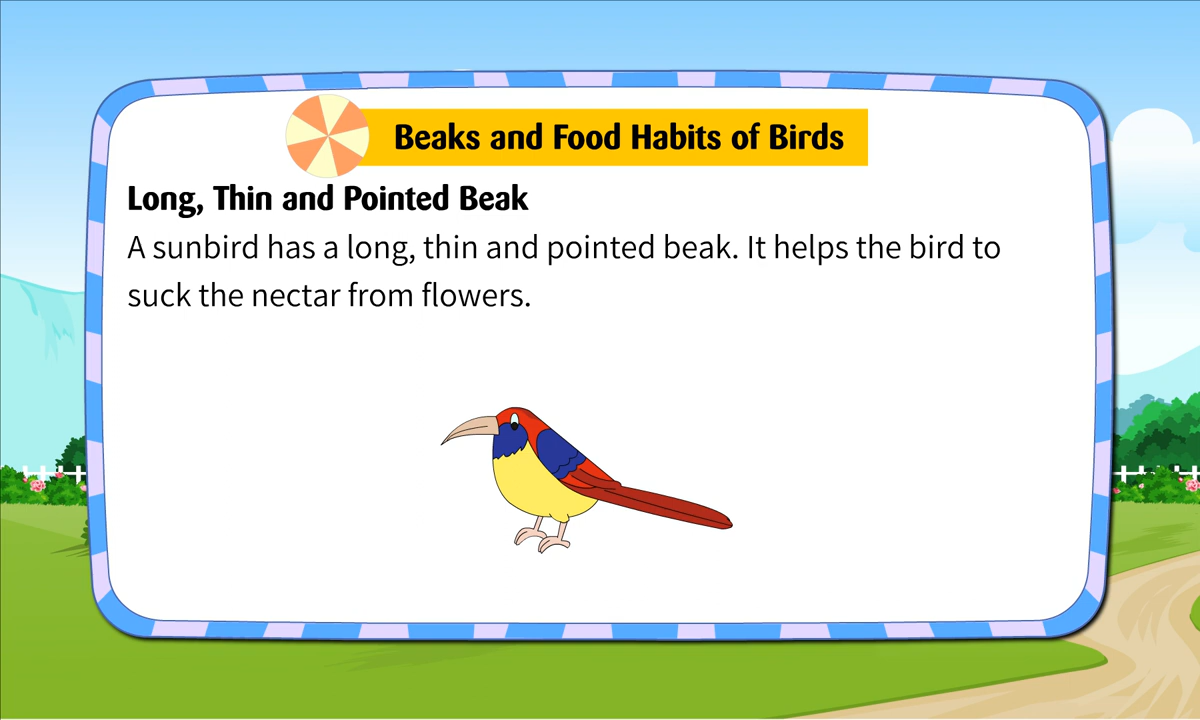 Beaks and Food Habits of Birds
Long, Thin and Pointed Beak
A sunbird has a long, thin and pointed beak. It helps the bird to
suck the nectar from flowers.